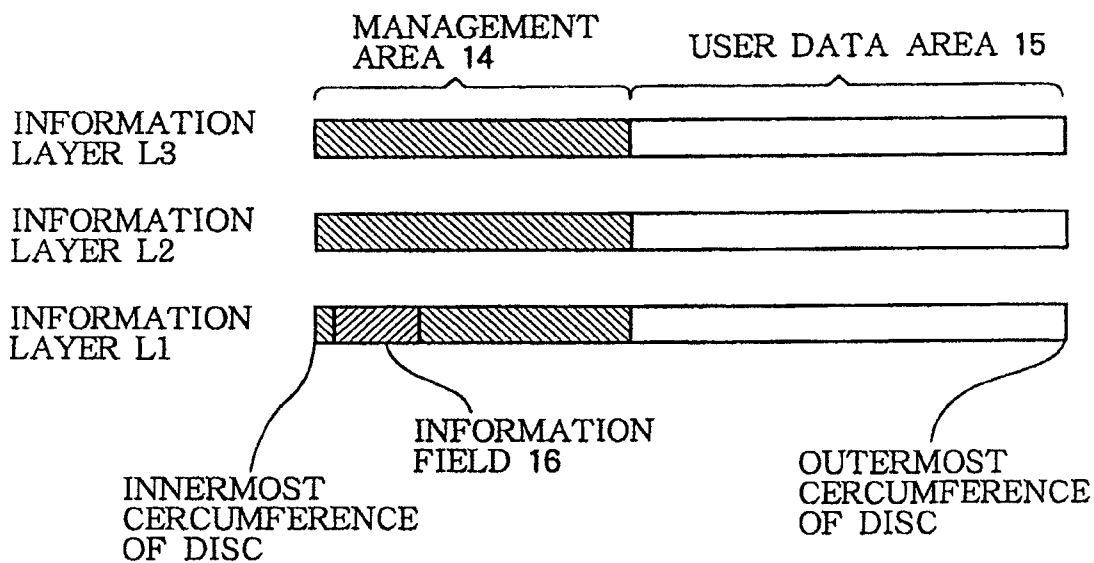 MANAGEMENT
AREA 14
USER DATA AREA 15
INFORMATION
LAYER L3
INFORMATION
LAYER L2
INFORMATION
LAYER L1
INFORMATION
FIELD 16
INNERMOST
CERCUMFERENCE
OF DISC
OUTERMOST
CERCUMFERENCE
OF DISC